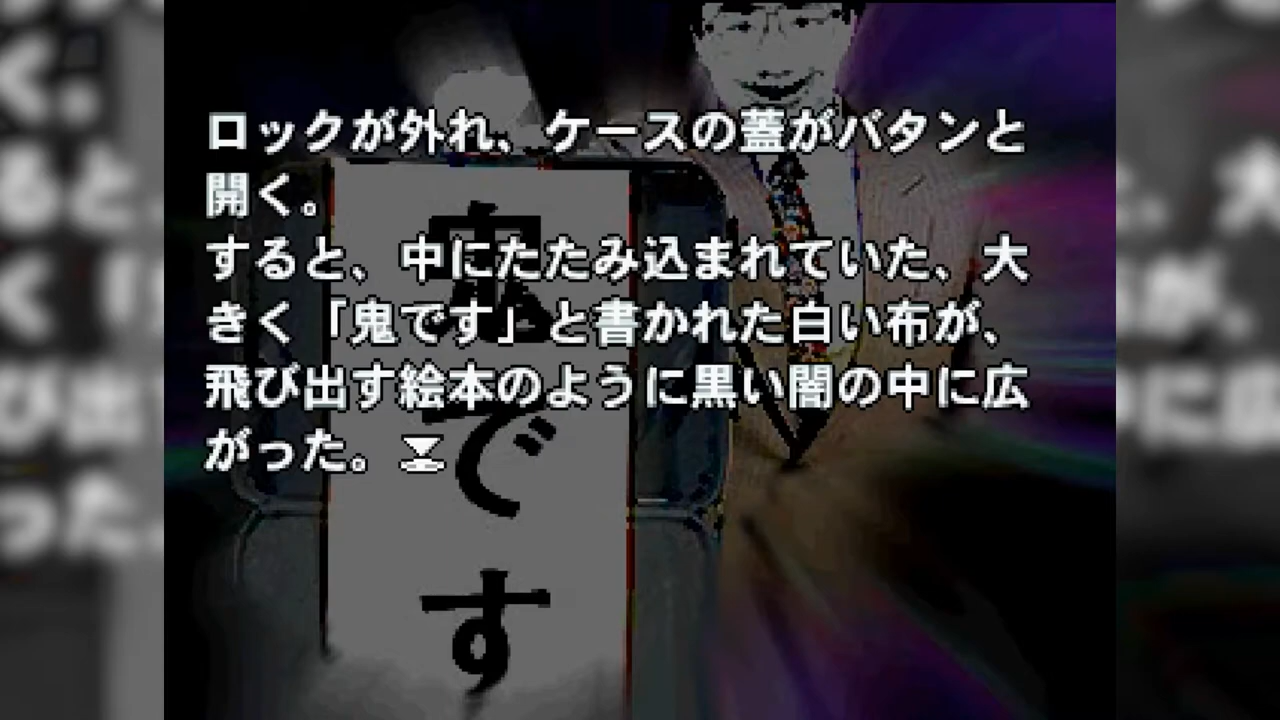 ロックが外れ、ケースの蓋がバタンと
開く。
すると、中にたたみ込まれていた、大
きく「鬼です」と書かれた白い布が、
飛び出す絵本のように黒い闇の中に広
がった。
鬼です